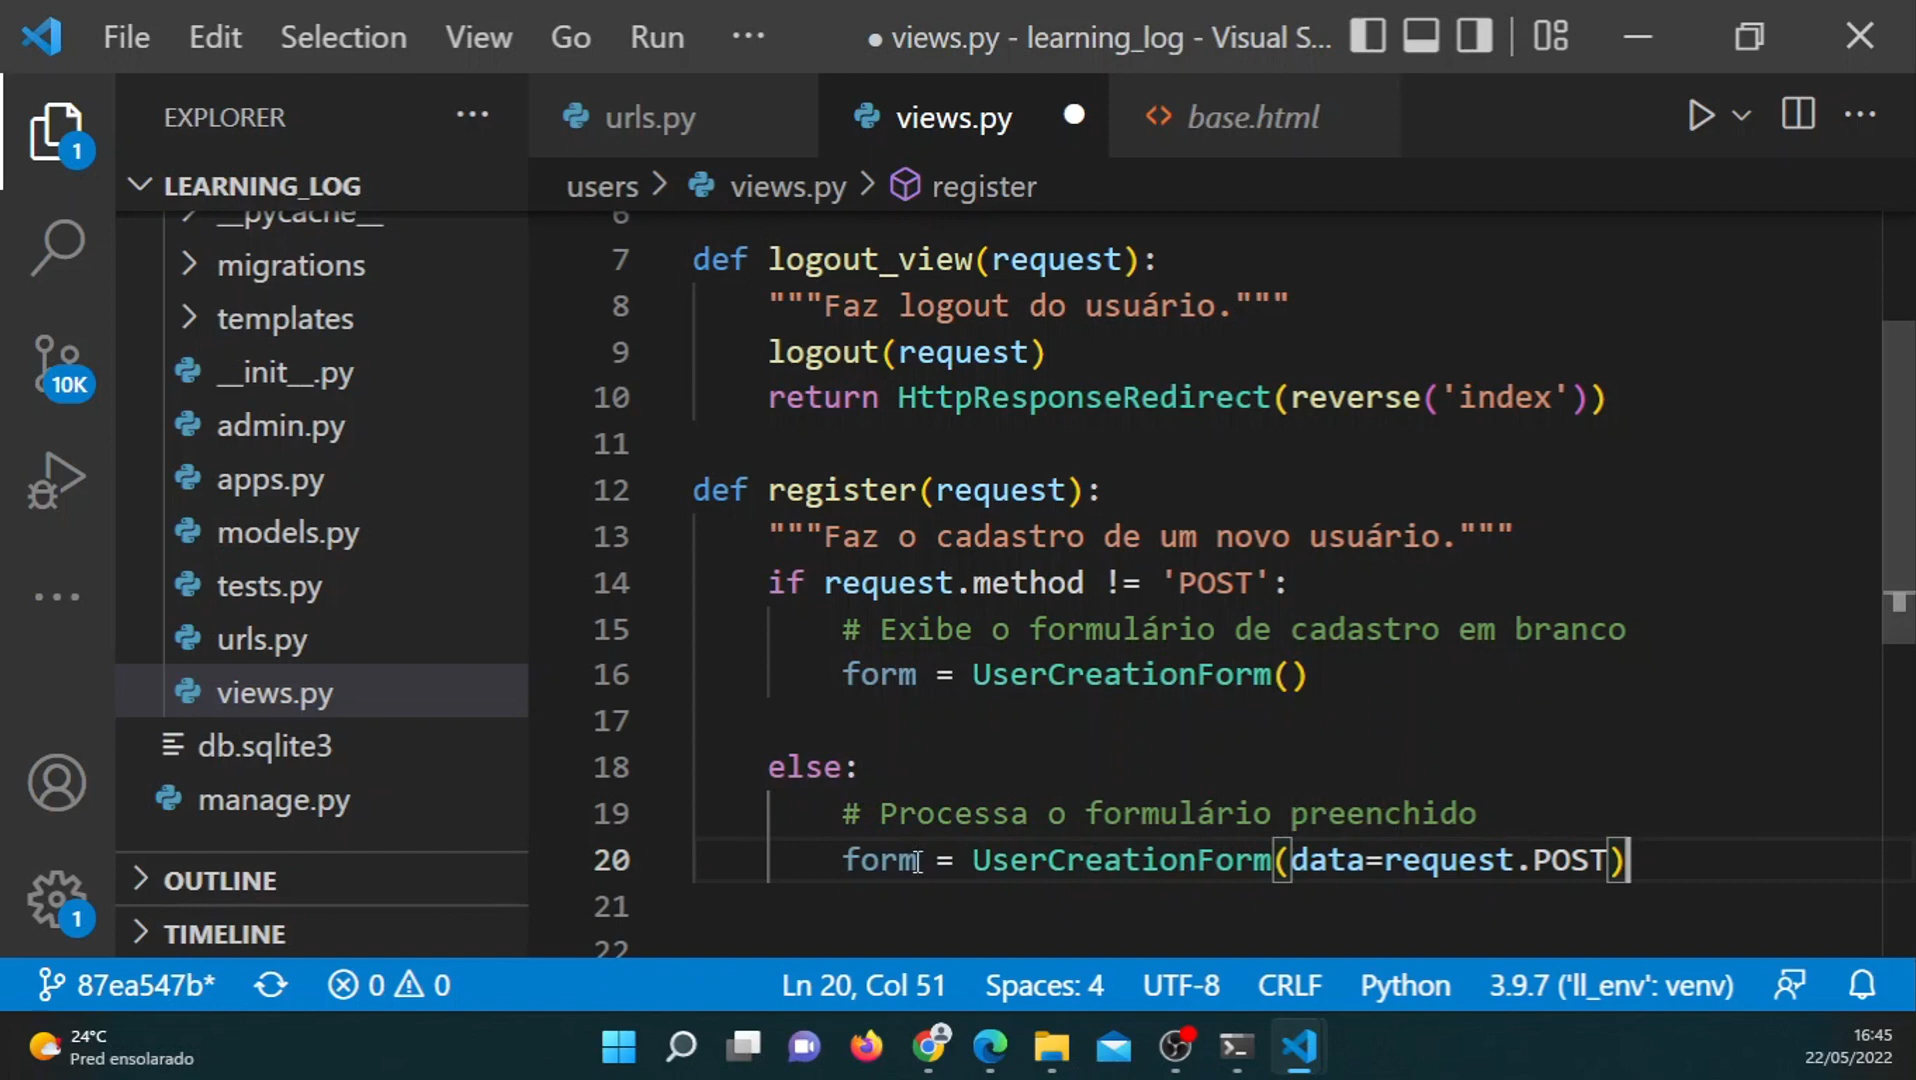 File Edit Selection View Go Run ··· ● views.py - learning_log - Visual S...
EXPLORER ···
urls.py views.py ● base.html
LEARNING_LOG
users > views.py > register
__pycache__
migrations
templates
__init__.py
admin.py
apps.py
models.py
tests.py
urls.py
views.py
db.sqlite3
manage.py
OUTLINE
TIMELINE
1
10K
1
6
7 def logout_view(request):
8 """Faz logout do usuário."""
9 logout(request)
10 return HttpResponseRedirect(reverse('index'))
11
12 def register(request):
13 """Faz o cadastro de um novo usuário."""
14 if request.method != 'POST':
15 # Exibe o formulário de cadastro em branco
16 form = UserCreationForm()
17
18 else:
19 # Processa o formulário preenchido
20 form = UserCreationForm(data=request.POST)
21
22
87ea547b* 0 0 Ln 20, Col 51 Spaces: 4 UTF-8 CRLF Python 3.9.7 ('ll_env': venv)
24°C
Pred ensolarado
16:45
22/05/2022